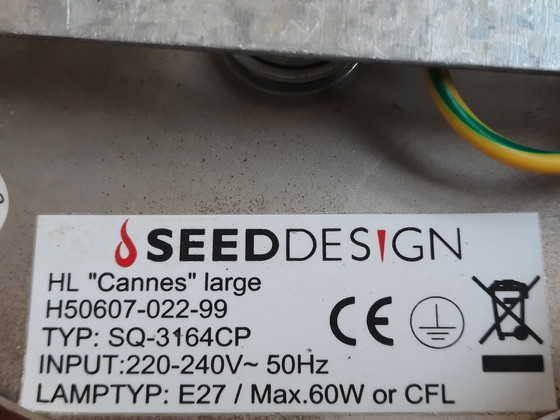 SEEDDESIGN
HL "Cannes" large
H50607-022-99
TYP: SQ-3164CP
INPUT:220-240V~ 50Hz
LAMPTYP: E27 / Max.60W or CFL
CE